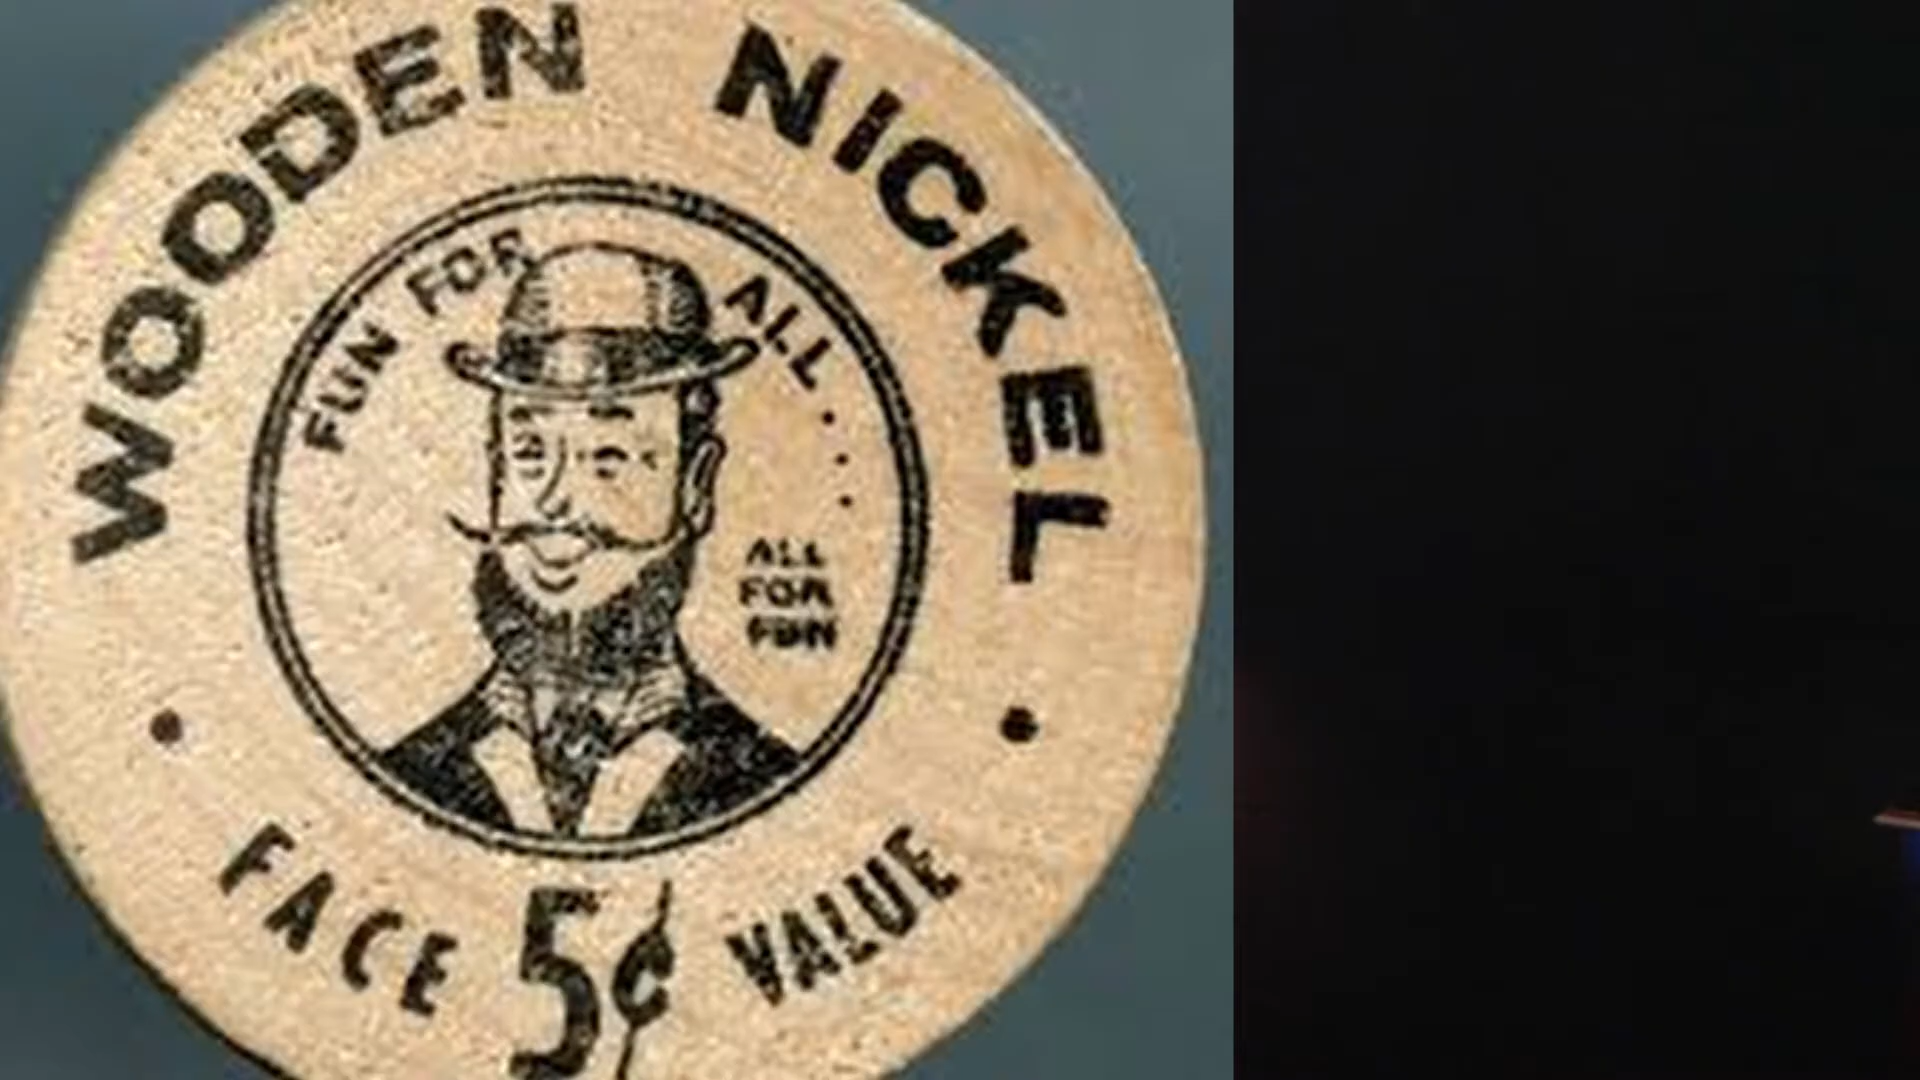 WOODEN NICKEL
FUN FOR ALL....
ALL
FOR
FUN
FACE 5¢ VALUE